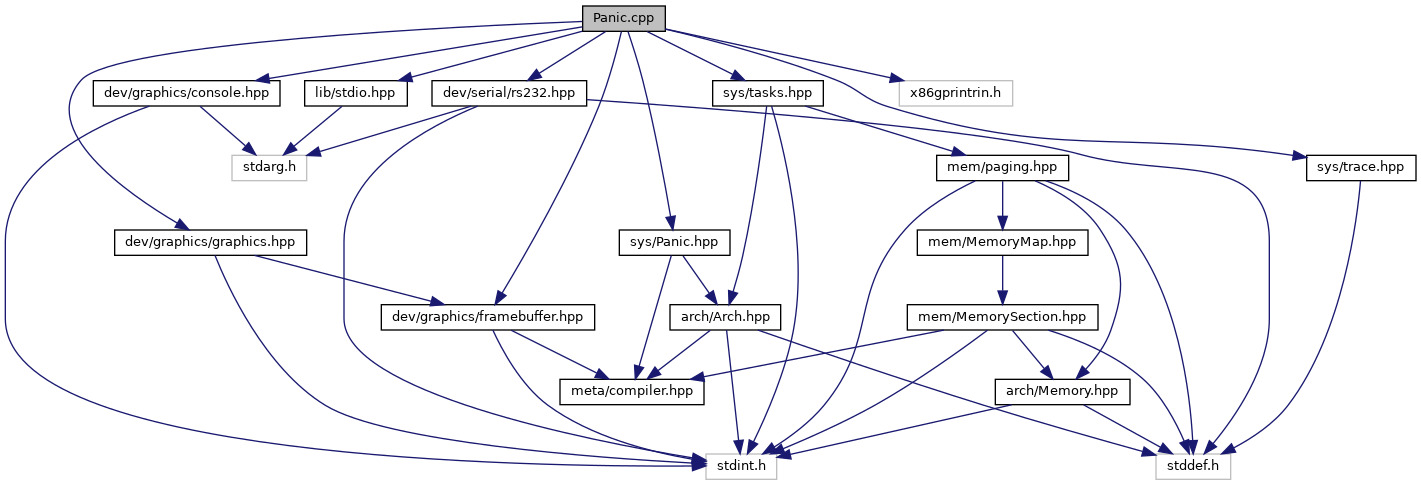 Panic.cpp
dev/graphics/console.hpp
lib/stdio.hpp
dev/serial/rs232.hpp
sys/tasks.hpp
x86gprintrin.h
stdarg.h
mem/paging.hpp
sys/trace.hpp
dev/graphics/graphics.hpp
sys/Panic.hpp
mem/MemoryMap.hpp
dev/graphics/framebuffer.hpp
arch/Arch.hpp
mem/MemorySection.hpp
meta/compiler.hpp
arch/Memory.hpp
stdint.h
stddef.h